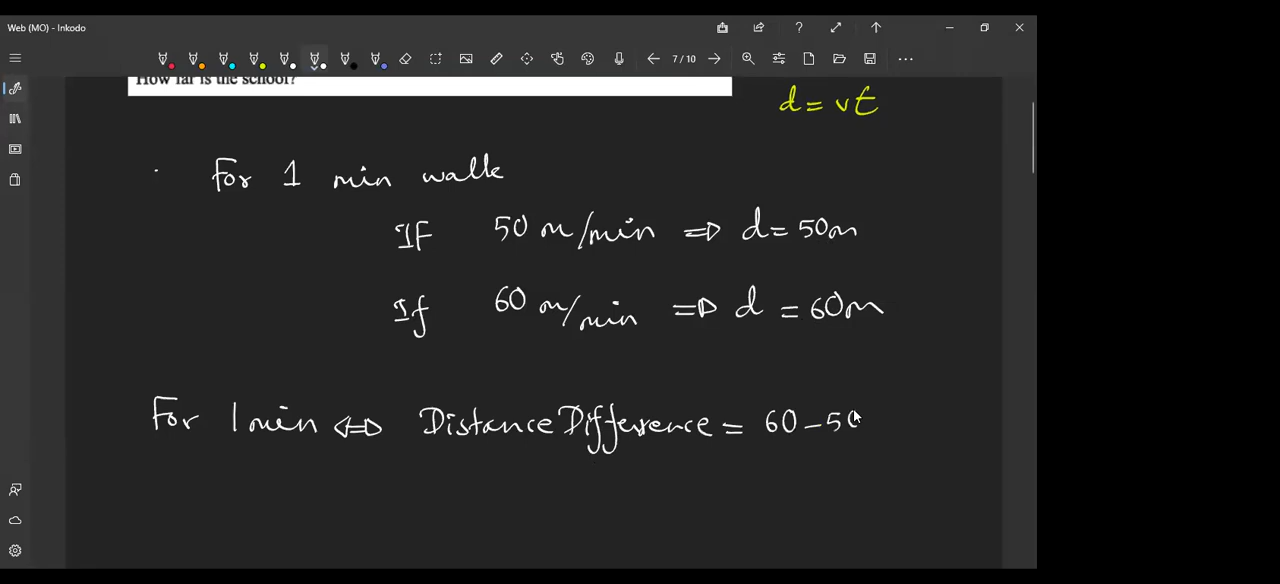 Web (MO) - Inkodo
7 / 10
How far is the school?
d = vt
For 1 min walk
If 50 m/min ⇒ d = 50m
If 60 m/min ⇒ d = 60m
For 1 min ⇔ Distance Difference = 60 - 50